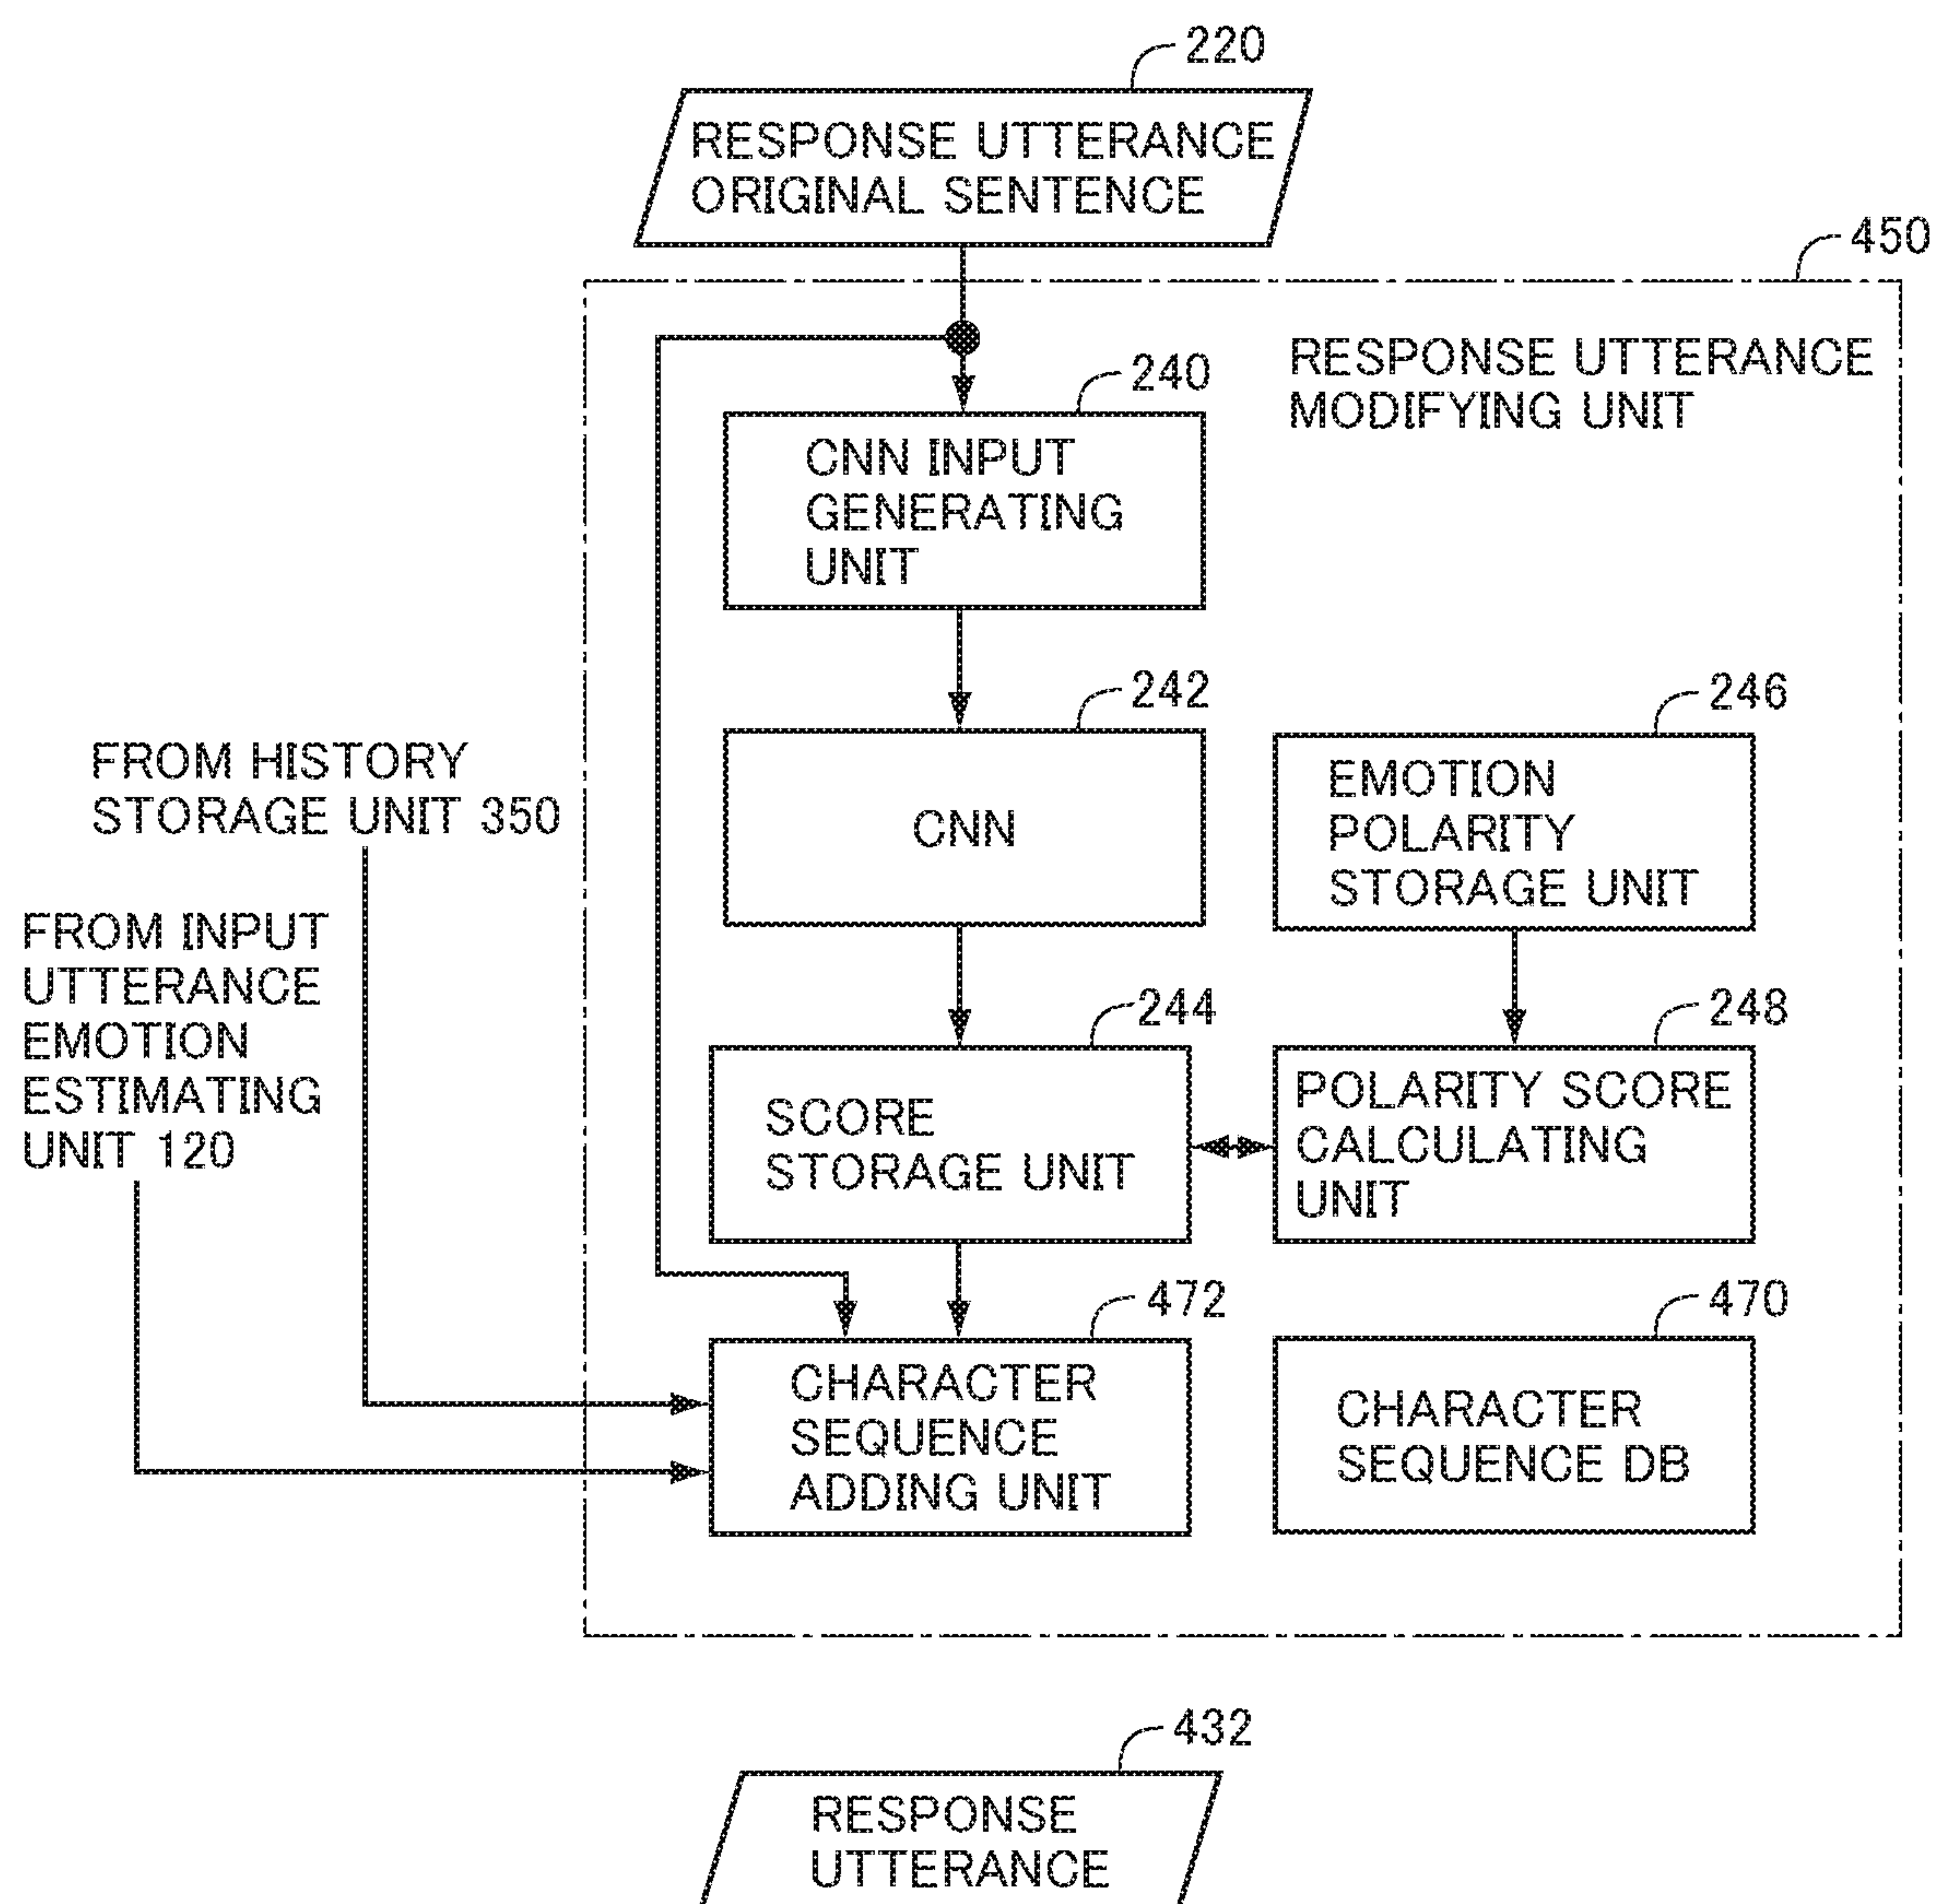 220
RESPONSE UTTERANCE
ORIGINAL SENTENCE
450
RESPONSE UTTERANCE
MODIFYING UNIT
240
CNN INPUT
GENERATING
UNIT
242
CNN
246
EMOTION
POLARITY
STORAGE UNIT
FROM HISTORY
STORAGE UNIT 350
FROM INPUT
UTTERANCE
EMOTION
ESTIMATING
UNIT 120
244
SCORE
STORAGE UNIT
248
POLARITY SCORE
CALCULATING
UNIT
472
CHARACTER
SEQUENCE
ADDING UNIT
470
CHARACTER
SEQUENCE DB
432
RESPONSE
UTTERANCE